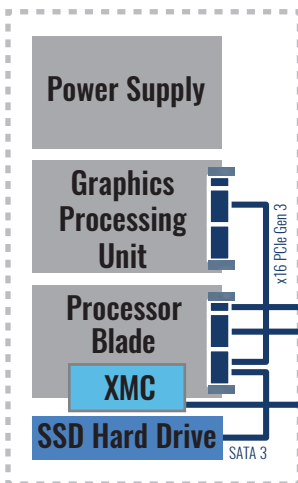 Power Supply
Graphics
Processing
Unit
x16 PCIe Gen 3
Processor
Blade
XMC
SSD Hard Drive
SATA 3